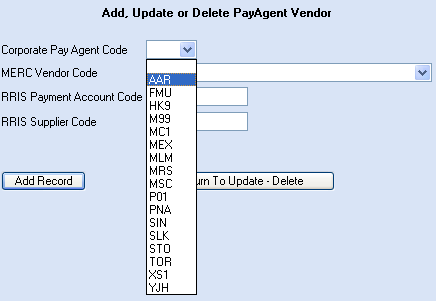 Add, Update or Delete PayAgent Vendor
Corporate Pay Agent Code
MERC Vendor Code
AAR
RRIS Payment Account Code
FMU
HK9
RRIS Supplier Code
M99
MC1
MEX
MLM
MRS
Add Record
MSC
urn To Update - Delete
P01
PNA
SIN
SLK
STO
TOR
XS1
YJH